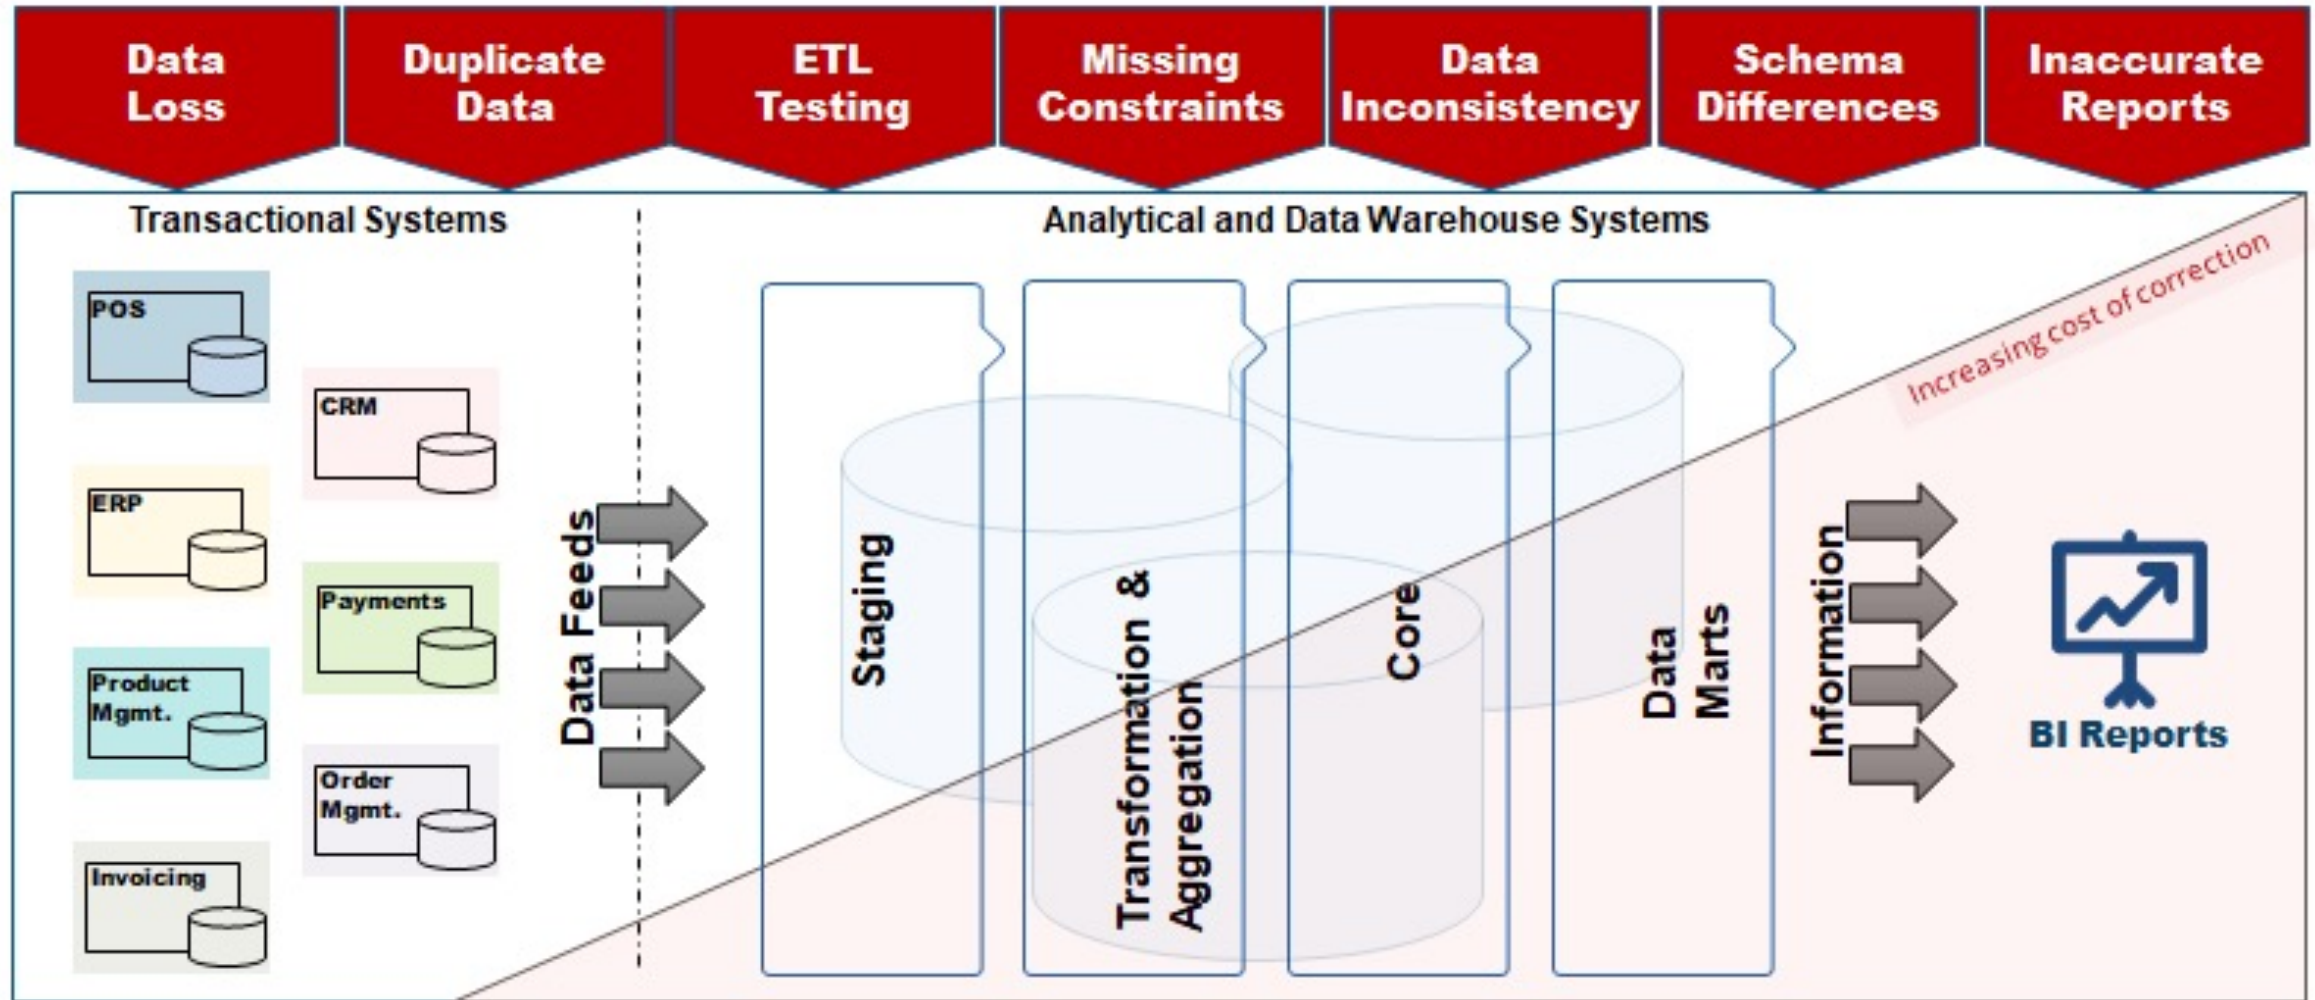 Data
Loss
Duplicate
Data
ETL
Testing
Missing
Constraints
Data
Inconsistency
Schema
Differences
Inaccurate
Reports
Transactional Systems
Analytical and Data Warehouse Systems
POS
CRM
ERP
Payments
Product
Mgmt.
Order
Mgmt.
Invoicing
Data Feeds
Staging
Transformation &
Aggregation
Core
Data
Marts
Information
Increasing cost of correction
BI Reports